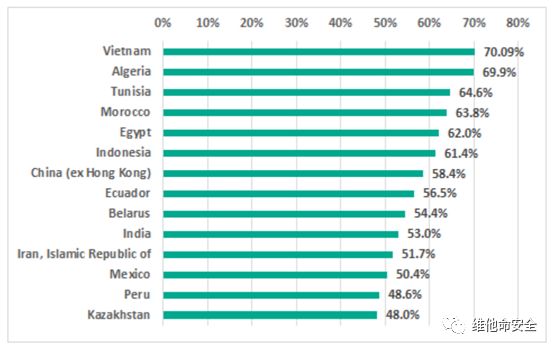 0% 10% 20% 30% 40% 50% 60% 70% 80%
Vietnam 70.09%
Algeria 69.9%
Tunisia 64.6%
Morocco 63.8%
Egypt 62.0%
Indonesia 61.4%
China (ex Hong Kong) 58.4%
Ecuador 56.5%
Belarus 54.4%
India 53.0%
Iran, Islamic Republic of 51.7%
Mexico 50.4%
Peru 48.6%
Kazakhstan 48.0%
维他命安全